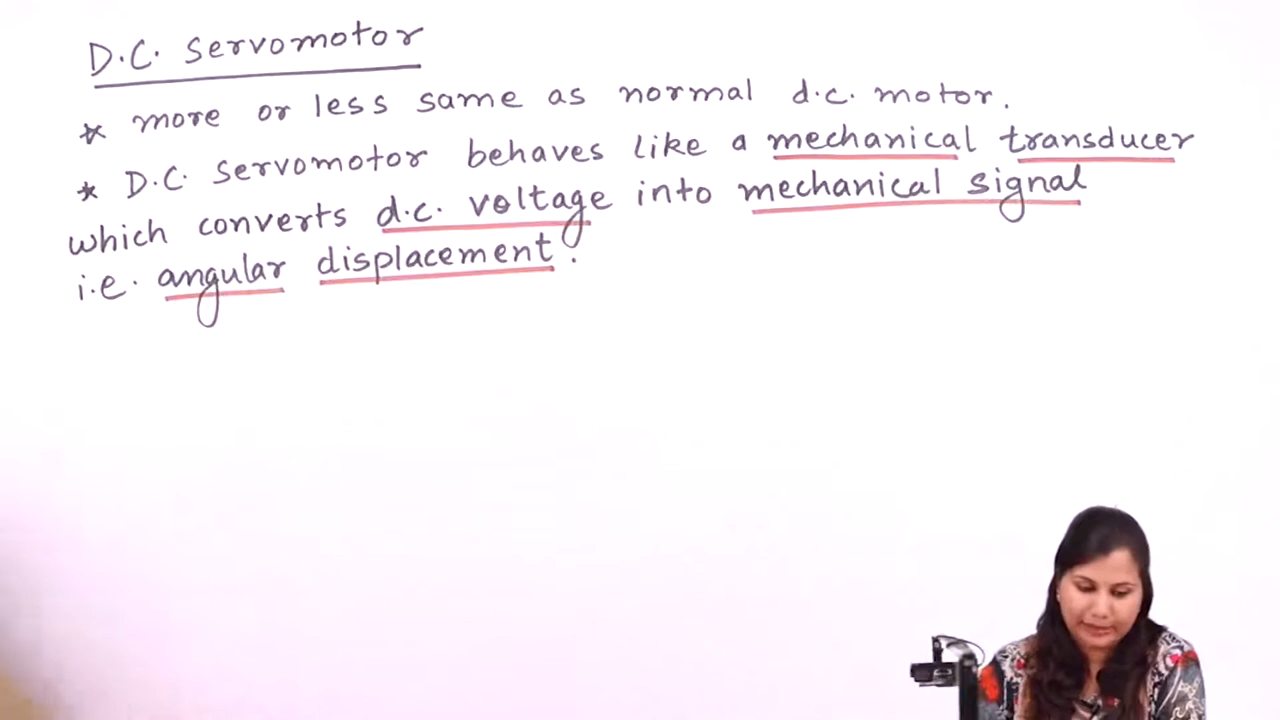 D.C. servomotor
* more or less same as normal d.c. motor.
* D.C. servomotor behaves like a mechanical transducer
which converts d.c. voltage into mechanical signal
i.e. angular displacement.